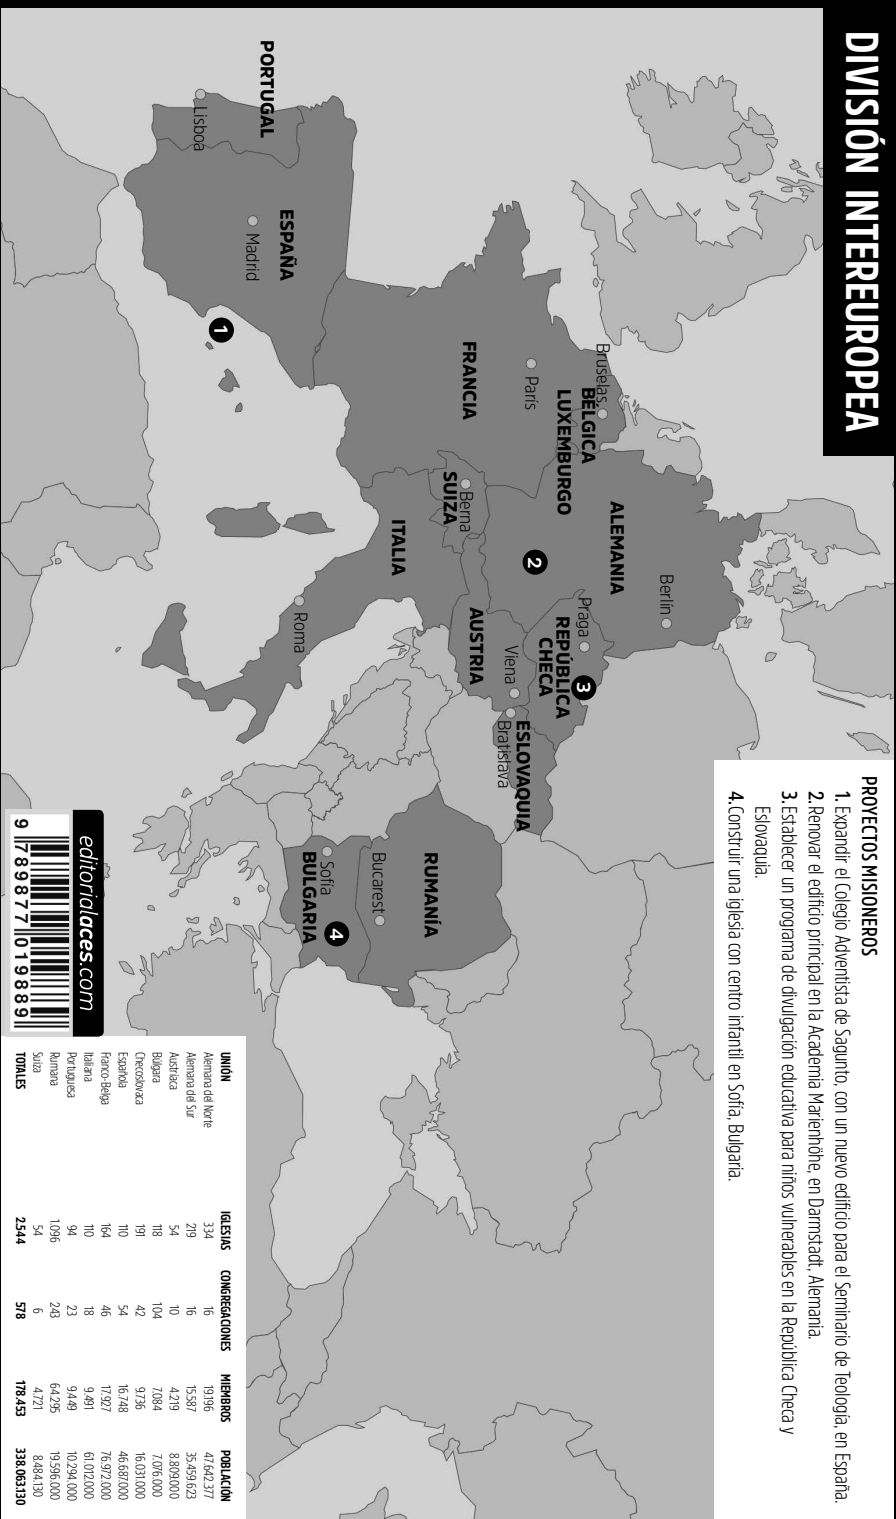 DIVISIÓN INTEREUROPEA
PROYECTOS MISIONEROS
1. Expandir el Colegio Adventista de Sagunto, con un nuevo edificio para el Seminario de Teología, en España.
2. Renovar el edificio principal en la Academia Marienhöhe, en Darmstadt, Alemania.
3. Establecer un programa de divulgación educativa para niños vulnerables en la República Checa y
Eslovaquia.
4. Construir una iglesia con centro infantil en Sofía, Bulgaria.
PORTUGAL
Lisboa
ESPAÑA
Madrid
1
FRANCIA
París
Bruselas
BÉLGICA
LUXEMBURGO
ALEMANIA
Berlín
2
SUIZA
Berna
ITALIA
Roma
AUSTRIA
Viena
Praga
REPÚBLICA
CHECA
3
ESLOVAQUIA
Bratislava
RUMANÍA
Bucarest
Sofía
BULGARIA
4
editorialaces.com
9 789877 019889
UNIÓN IGLESIAS CONGREGACIONES MIEMBROS POBLACIÓN
Alemana del Norte 334 16 19.196 47.642.377
Alemana del Sur 219 16 15.587 35.459.623
Austríaca 54 10 4.219 8.809.000
Búlgara 118 104 7.084 7.076.000
Checoslovaca 191 42 9.736 16.031.000
Española 110 54 16.748 46.687.000
Franco-Belga 164 46 17.927 76.972.000
Italiana 110 18 9.491 61.012.000
Portuguesa 94 23 9.449 10.294.000
Rumana 1.096 243 64.295 19.596.000
Suiza 54 6 4.721 8.484.130
TOTALES 2.544 578 178.453 338.063.130